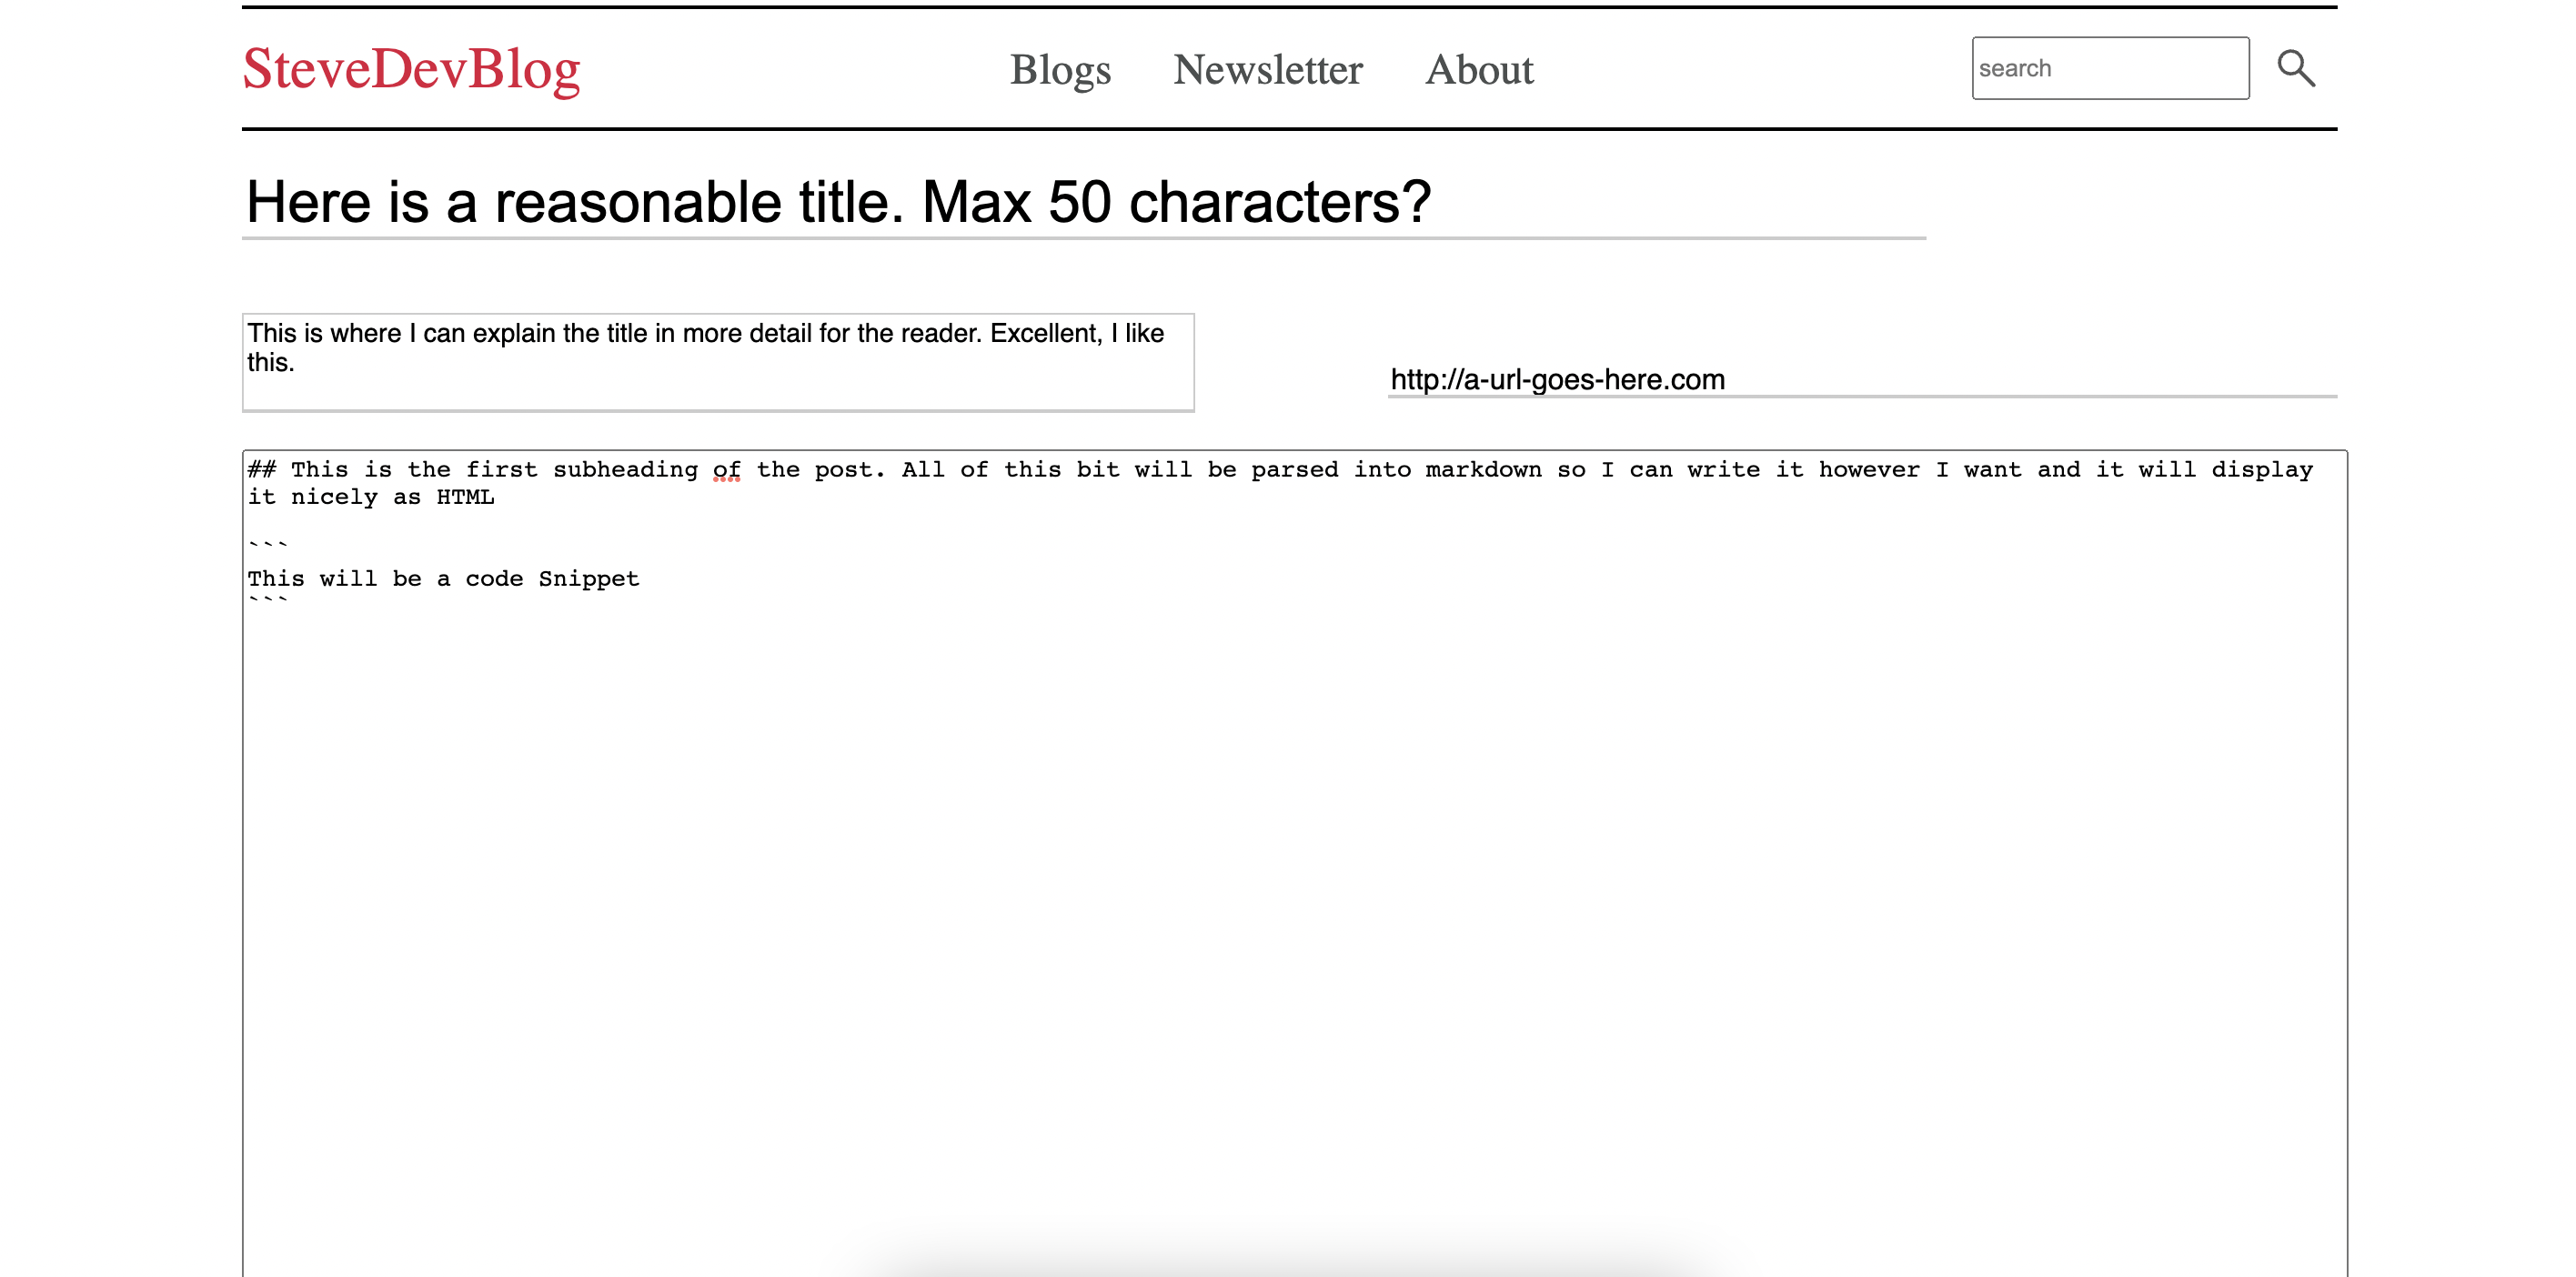 SteveDevBlog
Blogs Newsletter About
search
Here is a reasonable title. Max 50 characters?
This is where I can explain the title in more detail for the reader. Excellent, I like
this.
http://a-url-goes-here.com
## This is the first subheading of the post. All of this bit will be parsed into markdown so I can write it however I want and it will display
it nicely as HTML
```
This will be a code Snippet
```